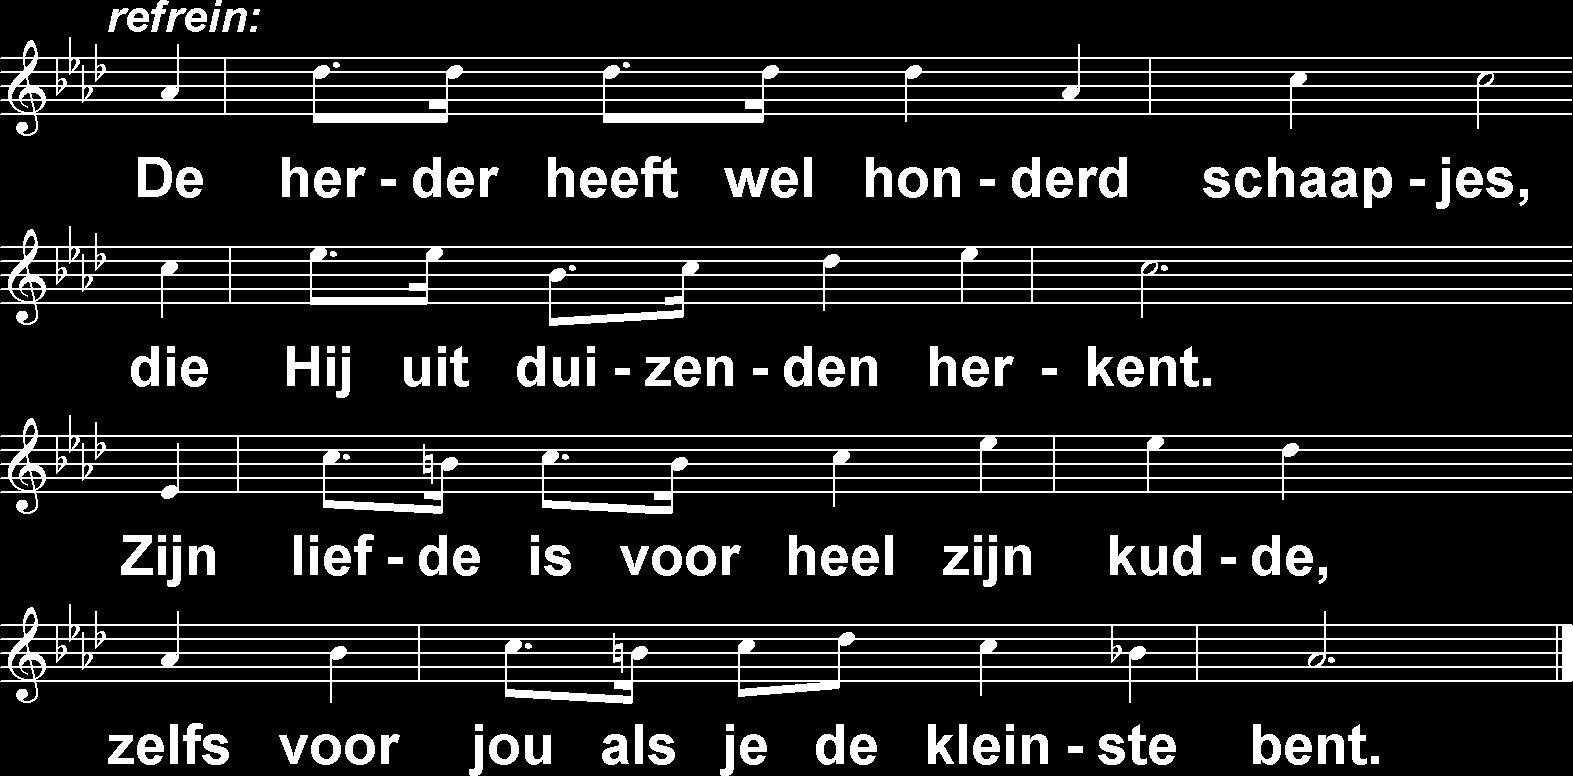 refrein:
De her - der heeft wel hon - derd schaap - jes,
die Hij uit dui - zen - den her - kent.
Zijn lief - de is voor heel zijn kud - de,
zelfs voor jou als je de klein - ste bent.